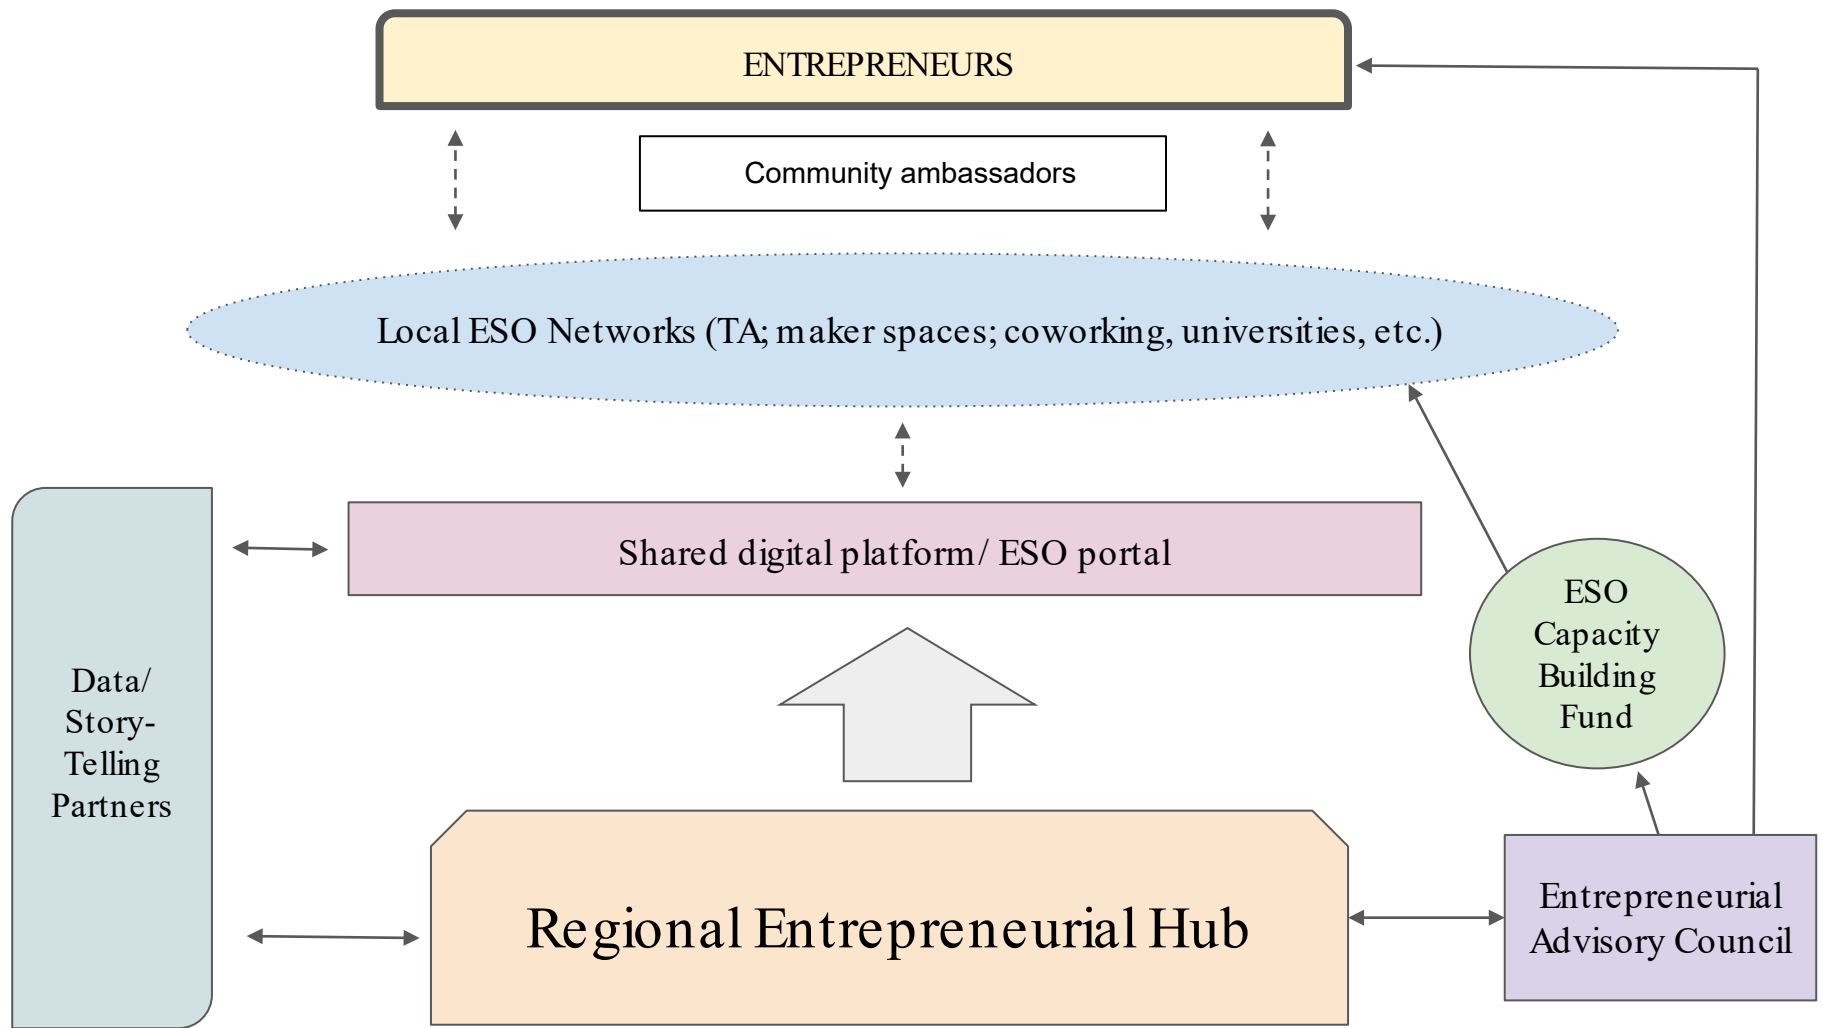 ENTREPRENEURS
Community ambassadors
Local ESO Networks (TA; maker spaces; coworking, universities, etc.)
Shared digital platform/ ESO portal
ESO
Capacity
Building
Fund
Data/
Story-
Telling
Partners
Regional Entrepreneurial Hub
Entrepreneurial
Advisory Council